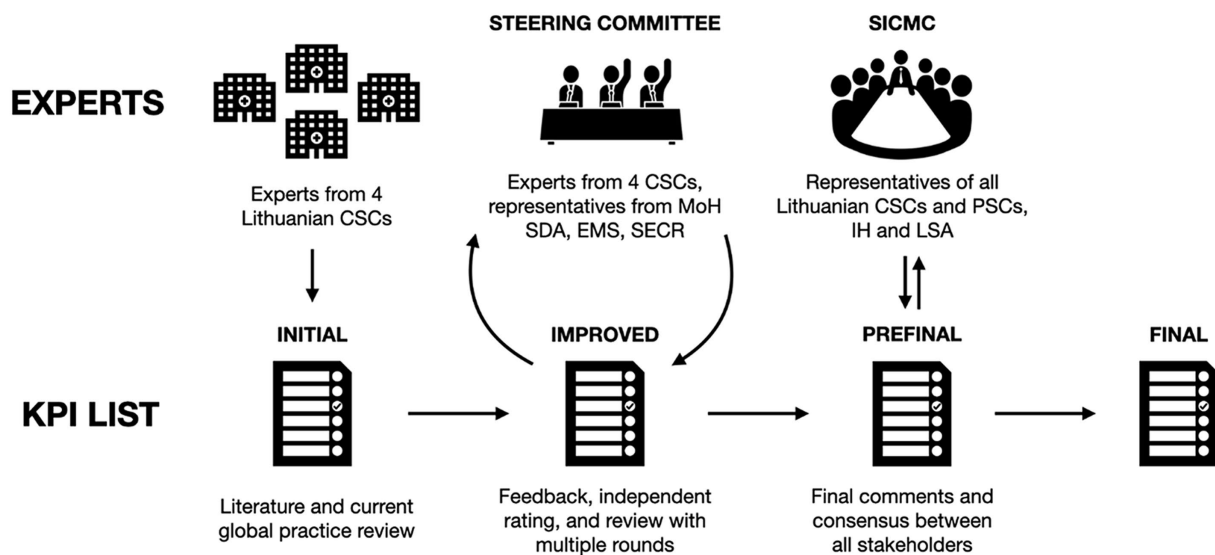 STEERING COMMITTEE
SICMC
EXPERTS
Experts from 4
Lithuanian CSCs
Experts from 4 CSCs,
representatives from MoH
SDA, EMS, SECR
Representatives of all
Lithuanian CSCs and PSCs,
IH and LSA
INITIAL
IMPROVED
PREFINAL
FINAL
KPI LIST
Literature and current
global practice review
Feedback, independent
rating, and review with
multiple rounds
Final comments and
consensus between
all stakeholders